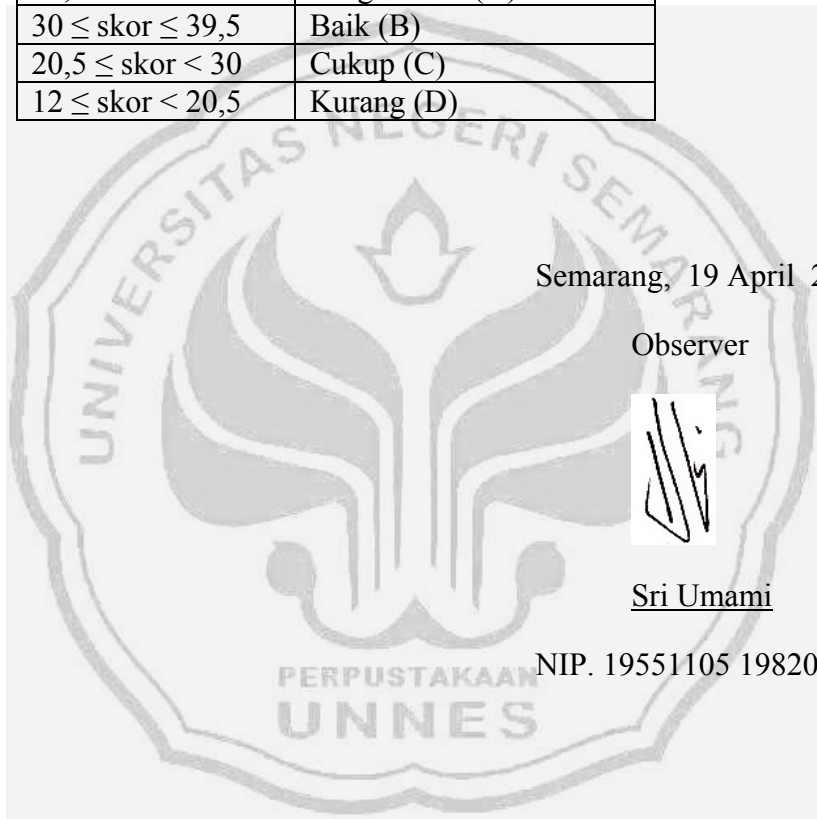 30 ≤ skor ≤ 39,5 Baik (B)
20,5 ≤ skor < 30 Cukup (C)
12 ≤ skor < 20,5 Kurang (D)
UNIVERSITAS NEGERI SEMARANG
Semarang, 19 April
Observer
Sri Umami
NIP. 19551105 19820
PERPUSTAKAAN
UNNES